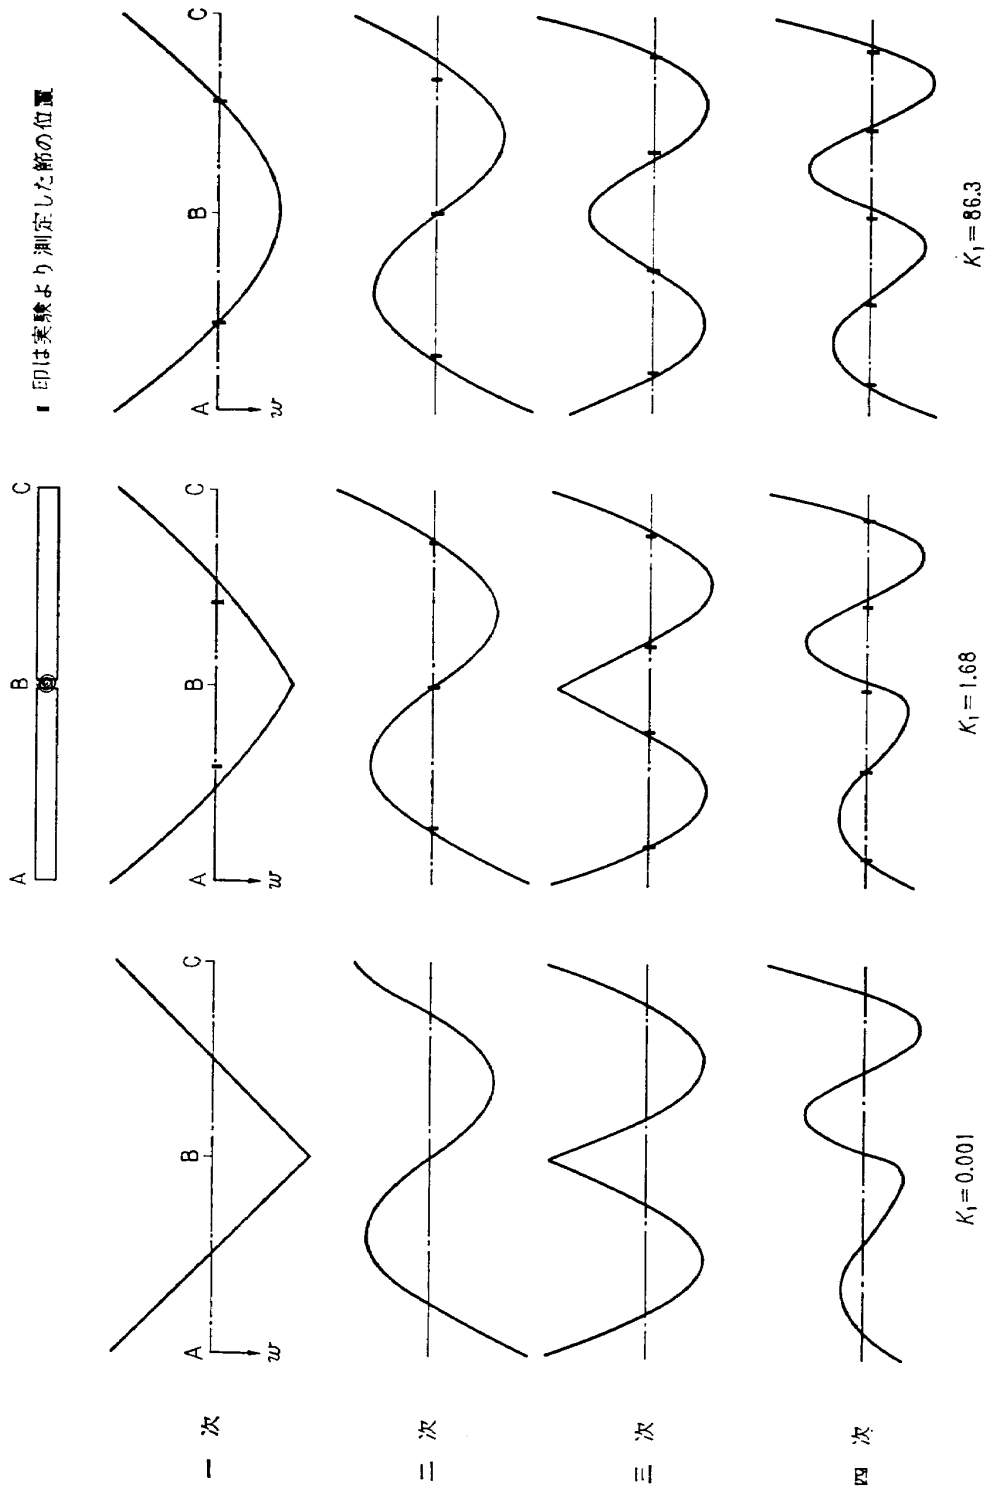 A B C
▮ 印は実験より測定した節の位置
一次
A B C
w
A B C
w
A B C
w
二次
三次
四次
K₁=0.001
K₁=1.68
K₁=86.3